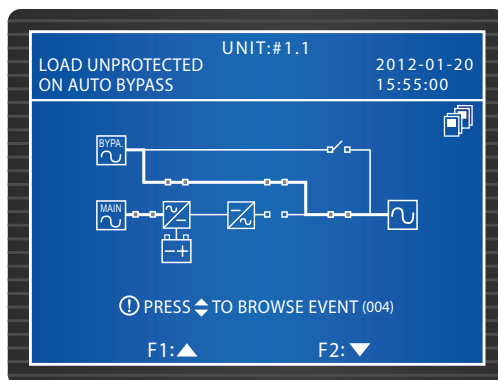 UNIT:#1.1
LOAD UNPROTECTED
2012-01-20
ON AUTO BYPASS
15:55:00
BYPA.
MAIN
PRESS TO BROWSE EVENT (004)
F1:
F2: